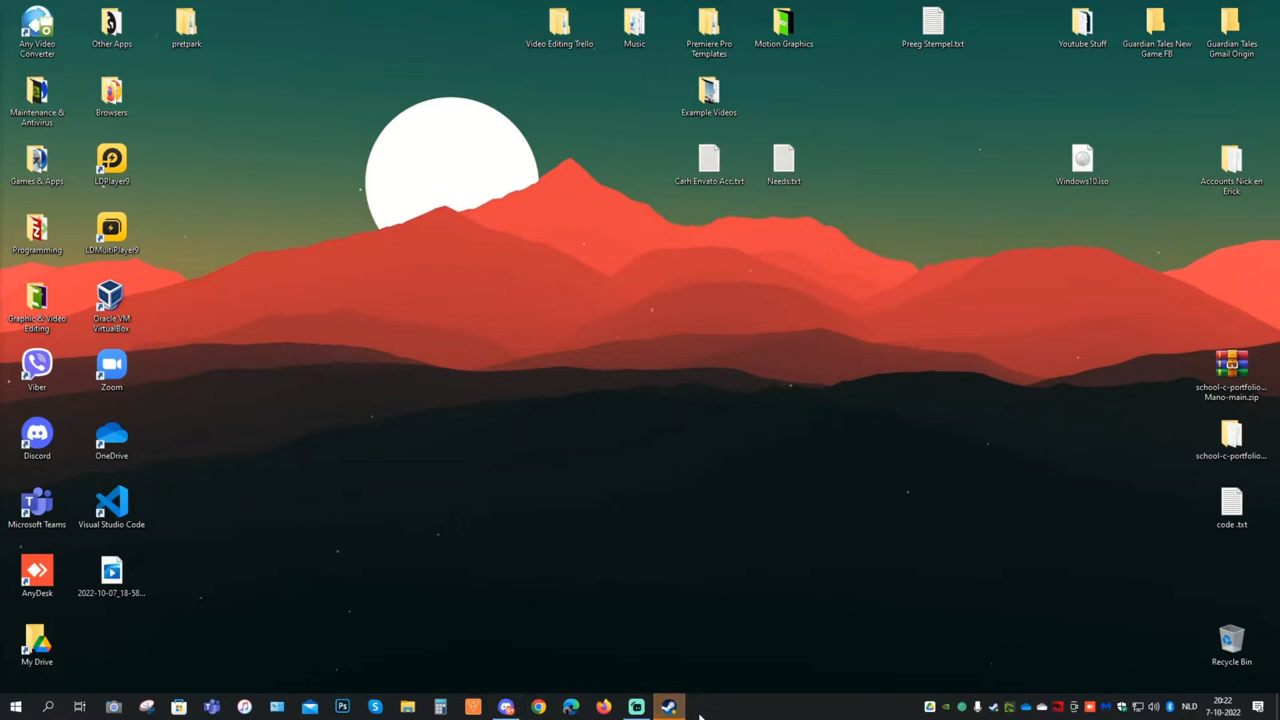 Any Video
Converter
Other Apps
pretpark
Video Editing Trello
Music
Premiere Pro
Templates
Motion Graphics
Preeg Stempel.txt
Youtube Stuff
Guardian Tales New
Game FB
Guardian Tales
Gmail Origin
Maintenance &
Antivirus
Browsers
Example Videos
Games & Apps
LDPlayer9
Carh Envato Acc.txt
Needs.txt
Windows10.iso
Accounts Nick en
Erick
Programming
LDMultiPlayer9
Graphic & Video
Editing
Oracle VM
VirtualBox
Viber
Zoom
school-c-portfolio...
Mano-main.zip
Discord
OneDrive
school-c-portfolio...
Microsoft Teams
Visual Studio Code
code .txt
AnyDesk
2022-10-07_18-58...
My Drive
Recycle Bin
Ps
NLD
20:22
7-10-2022